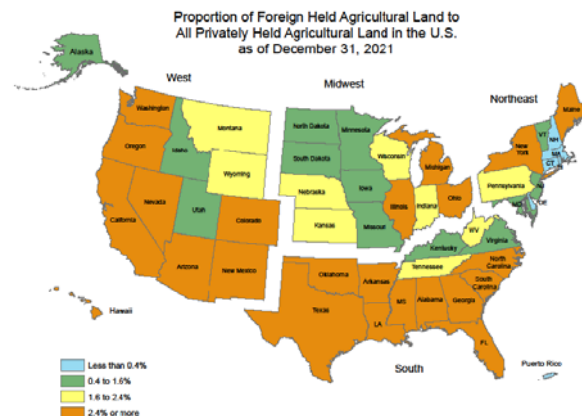 Proportion of Foreign Held Agricultural Land to
All Privately Held Agricultural Land in the U.S.
as of December 31, 2021
Alaska
West
Midwest
Northeast
Washington
Montana
North Dakota
Minnesota
Maine
VT
NH
Oregon
Idaho
Wyoming
South Dakota
Wisconsin
Michigan
New
York
MA
CT
Nevada
Utah
Colorado
Nebraska
Iowa
Illinois
Indiana
Ohio
Pennsylvania
NJ
MD
DE
California
Kansas
Missouri
WV
Kentucky
Virginia
Arizona
New Mexico
Oklahoma
Arkansas
Tennessee
North
Carolina
South
Carolina
Hawaii
Texas
LA
MS
Alabama
Georgia
FL
South
Puerto Rico
Less than 0.4%
0.4 to 1.6%
1.6 to 2.4%
2.4% or more